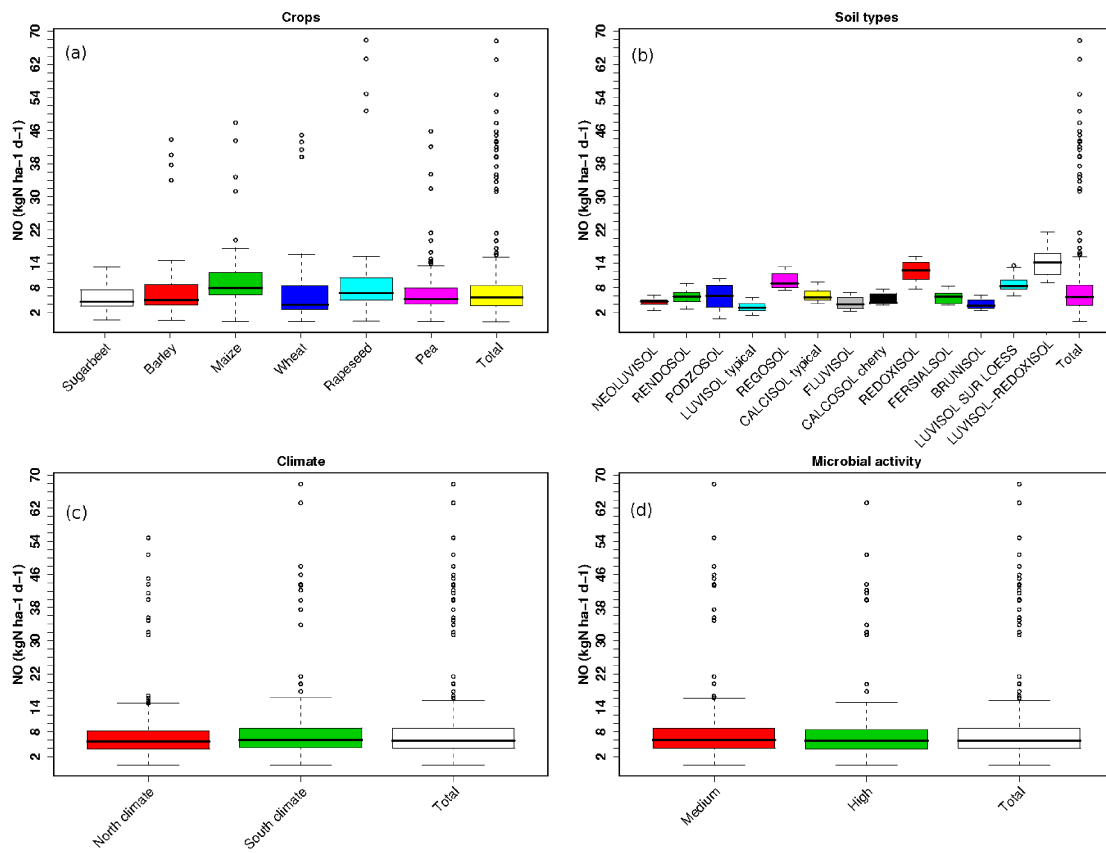 Crops
(a)
NO (kgN ha−1 d−1)
70
62
54
46
38
30
22
14
8
2
Sugarbeet
Barley
Maize
Wheat
Rapeseed
Pea
Total
Soil types
(b)
NO (kgN ha−1 d−1)
70
62
54
46
38
30
22
14
8
2
NEOLUVISOL
RENDOSOL
PODZOSOL
LUVISOL typical
REGOSOL
CALCISOL typical
FLUVISOL
CALCOSOL cherty
REDOXISOL
FERSIALSOL
BRUNISOL
LUVISOL SUR LOESS
LUVISOL−REDOXISOL
Total
Climate
(c)
NO (kgN ha−1 d−1)
70
62
54
46
38
30
22
14
8
2
North climate
South climate
Total
Microbial activity
(d)
NO (kgN ha−1 d−1)
70
62
54
46
38
30
22
14
8
2
Medium
High
Total